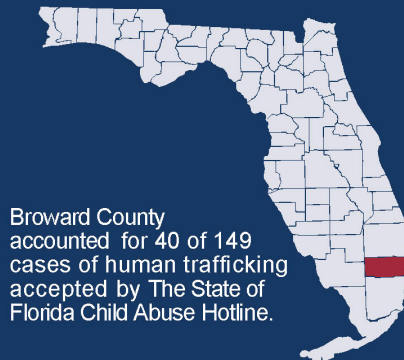 Broward County
accounted for 40 of 149
cases of human trafficking
accepted by The State of
Florida Child Abuse Hotline.